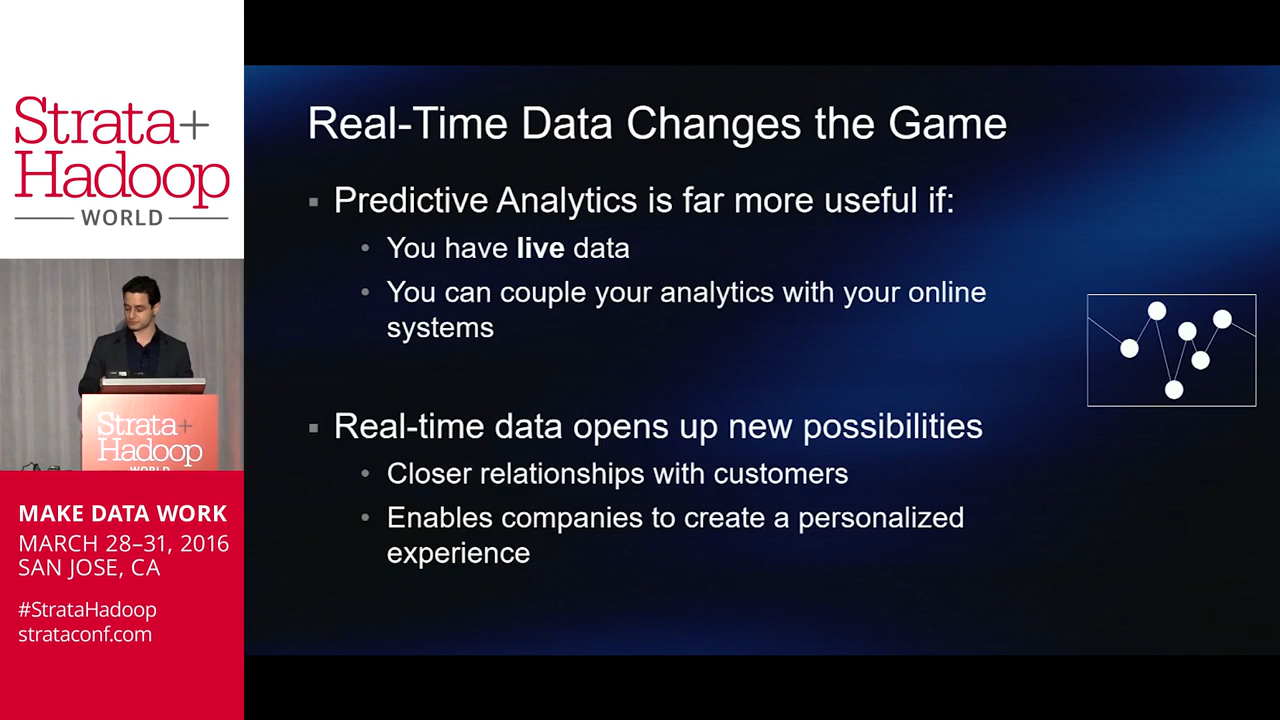 Strata+
Hadoop
WORLD
Strata+
Hadoop
WORLD
MAKE DATA WORK
MARCH 28–31, 2016
SAN JOSE, CA
#StrataHadoop
strataconf.com
Real-Time Data Changes the Game
▪ Predictive Analytics is far more useful if:
• You have live data
• You can couple your analytics with your online
systems
▪ Real-time data opens up new possibilities
• Closer relationships with customers
• Enables companies to create a personalized
experience